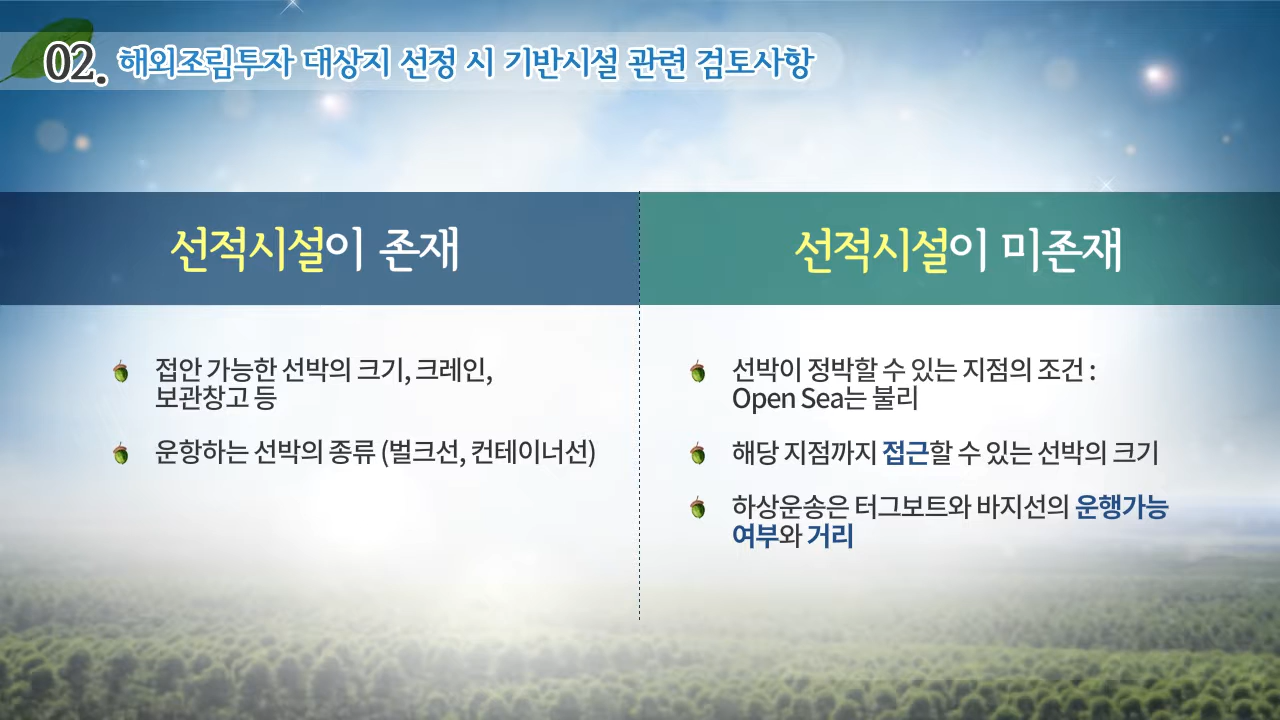 02. 해외조림투자 대상지 선정 시 기반시설 관련 검토사항
선적시설이 존재
접안 가능한 선박의 크기, 크레인,
보관창고 등
운항하는 선박의 종류 (벌크선, 컨테이너선)
선적시설이 미존재
선박이 정박할 수 있는 지점의 조건 :
Open Sea는 불리
해당 지점까지 접근할 수 있는 선박의 크기
하상운송은 터그보트와 바지선의 운행가능
여부와 거리